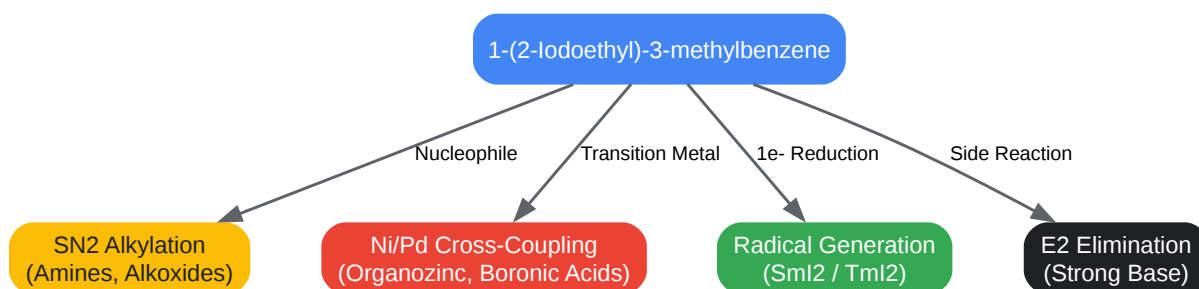 1-(2-Iodoethyl)-3-methylbenzene
Nucleophile
Transition Metal
1e- Reduction
Side Reaction
SN2 Alkylation
(Amines, Alkoxides)
Ni/Pd Cross-Coupling
(Organozinc, Boronic Acids)
Radical Generation
(SmI2 / TmI2)
E2 Elimination
(Strong Base)